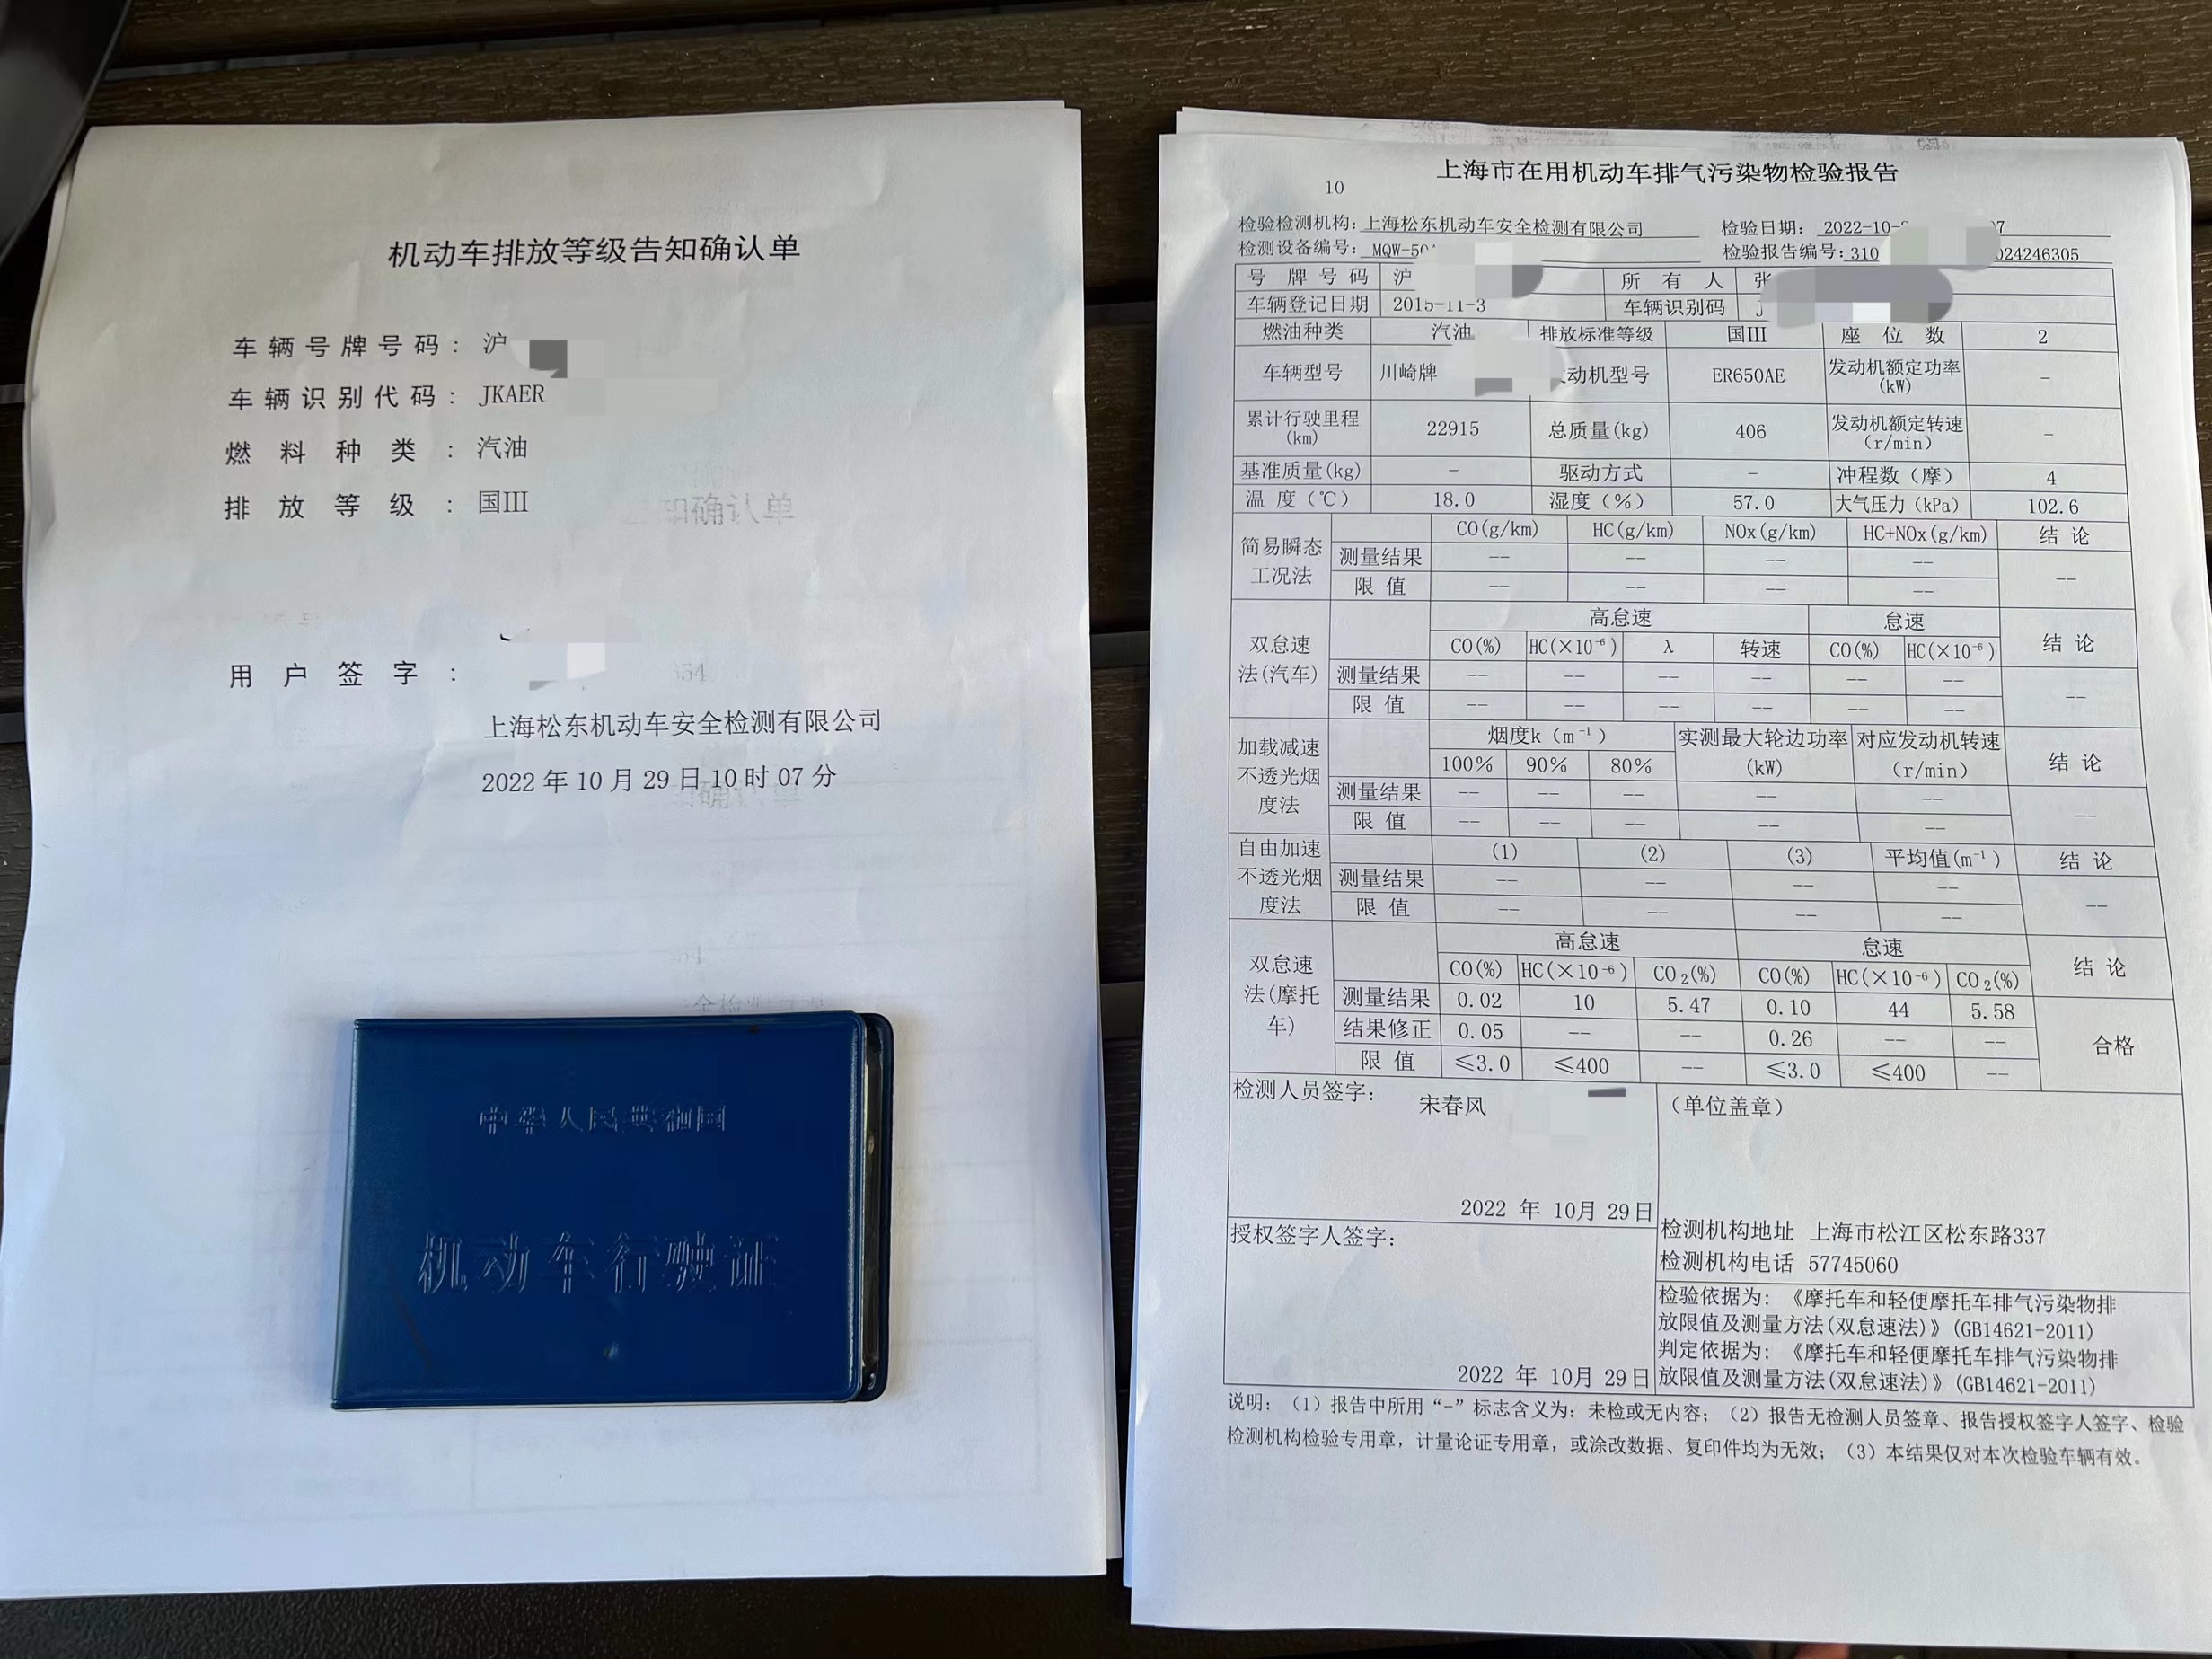 机动车排放等级告知确认单
车辆号牌号码：沪
车辆识别代码：JKAER
燃料种类：汽油
排放等级：国III
知确认单
用户签字：
上海松东机动车安全检测有限公司
2022年10月29日10时07分
中华人民共和国
机动车行驶证
上海市在用机动车排气污染物检验报告
10
检验检测机构：上海松东机动车安全检测有限公司 检验日期：2022-10-
检测设备编号：MQW-50 检验报告编号：310 024246305
号牌号码 沪 所有人 张
车辆登记日期 2015-11-3 车辆识别码 J
燃油种类 汽油 排放标准等级 国III 座位数 2
车辆型号 川崎牌 动机型号 ER650AE 发动机额定功率(kW) -
累计行驶里程(km) 22915 总质量(kg) 406 发动机额定转速(r/min) -
基准质量(kg) - 驱动方式 - 冲程数（摩） 4
温度（℃） 18.0 湿度（%） 57.0 大气压力（kPa） 102.6
简易瞬态工况法 CO(g/km) HC(g/km) NOx(g/km) HC+NOx(g/km) 结论
测量结果 -- -- -- -- --
限值 -- -- -- --
双怠速法(汽车) 高怠速 怠速 结论
CO(%) HC(×10⁻⁶) λ 转速 CO(%) HC(×10⁻⁶)
测量结果 -- -- -- -- -- -- --
限值 -- -- -- -- -- --
加载减速不透光烟度法 烟度k（m⁻¹） 实测最大轮边功率(kW) 对应发动机转速（r/min） 结论
100% 90% 80%
测量结果 -- -- -- -- -- --
限值 -- -- -- -- --
自由加速不透光烟度法 (1) (2) (3) 平均值(m⁻¹) 结论
测量结果 -- -- -- -- --
限值 -- -- -- --
双怠速法(摩托车) 高怠速 怠速 结论
CO(%) HC(×10⁻⁶) CO₂(%) CO(%) HC(×10⁻⁶) CO₂(%)
测量结果 0.02 10 5.47 0.10 44 5.58 合格
结果修正 0.05 -- -- 0.26 -- --
限值 ≤3.0 ≤400 -- ≤3.0 ≤400 --
检测人员签字： 宋春风 （单位盖章）
2022 年 10月 29日
授权签字人签字：
2022 年 10月 29日
检测机构地址 上海市松江区松东路337
检测机构电话 57745060
检验依据为：《摩托车和轻便摩托车排气污染物排
放限值及测量方法(双怠速法)》(GB14621-2011)
判定依据为：《摩托车和轻便摩托车排气污染物排
放限值及测量方法(双怠速法)》(GB14621-2011)
说明：（1）报告中所用“-”标志含义为：未检或无内容；（2）报告无检测人员签章、报告授权签字人签字、检验
检测机构检验专用章，计量论证专用章，或涂改数据、复印件均为无效；（3）本结果仅对本次检验车辆有效。